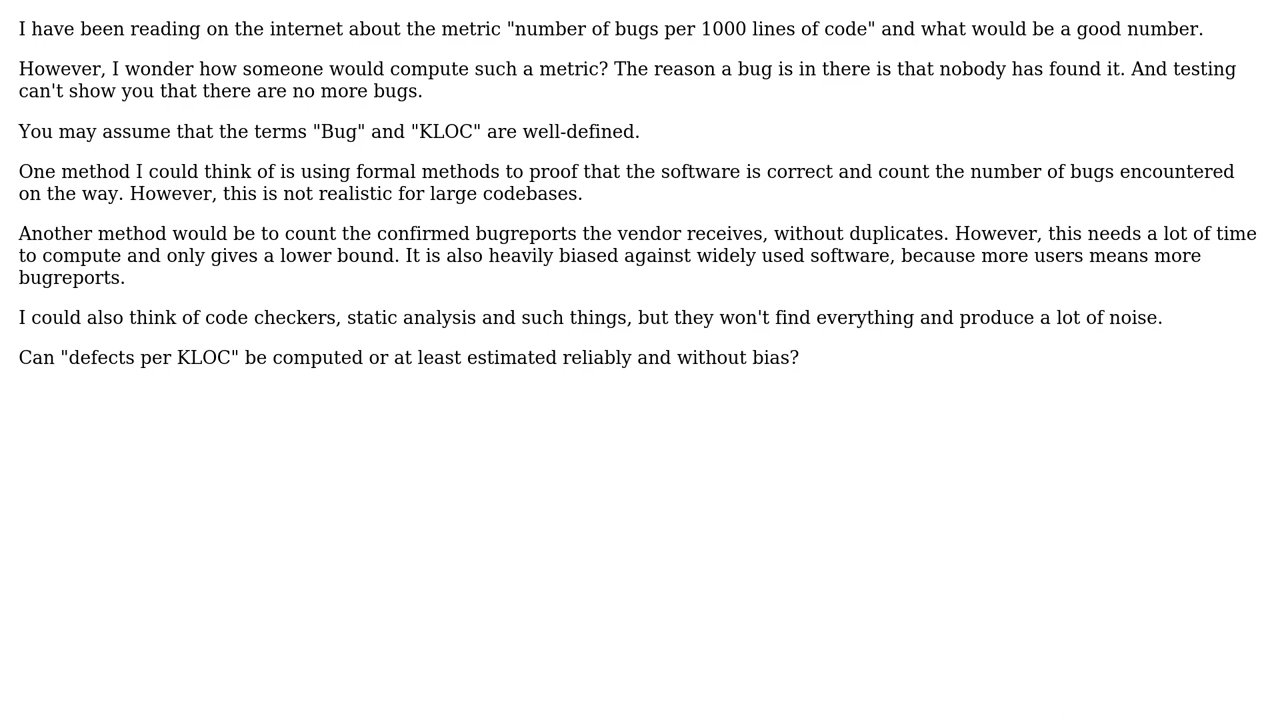 I have been reading on the internet about the metric "number of bugs per 1000 lines of code" and what would be a good number.
However, I wonder how someone would compute such a metric? The reason a bug is in there is that nobody has found it. And testing
can't show you that there are no more bugs.
You may assume that the terms "Bug" and "KLOC" are well-defined.
One method I could think of is using formal methods to proof that the software is correct and count the number of bugs encountered
on the way. However, this is not realistic for large codebases.
Another method would be to count the confirmed bugreports the vendor receives, without duplicates. However, this needs a lot of time
to compute and only gives a lower bound. It is also heavily biased against widely used software, because more users means more
bugreports.
I could also think of code checkers, static analysis and such things, but they won't find everything and produce a lot of noise.
Can "defects per KLOC" be computed or at least estimated reliably and without bias?